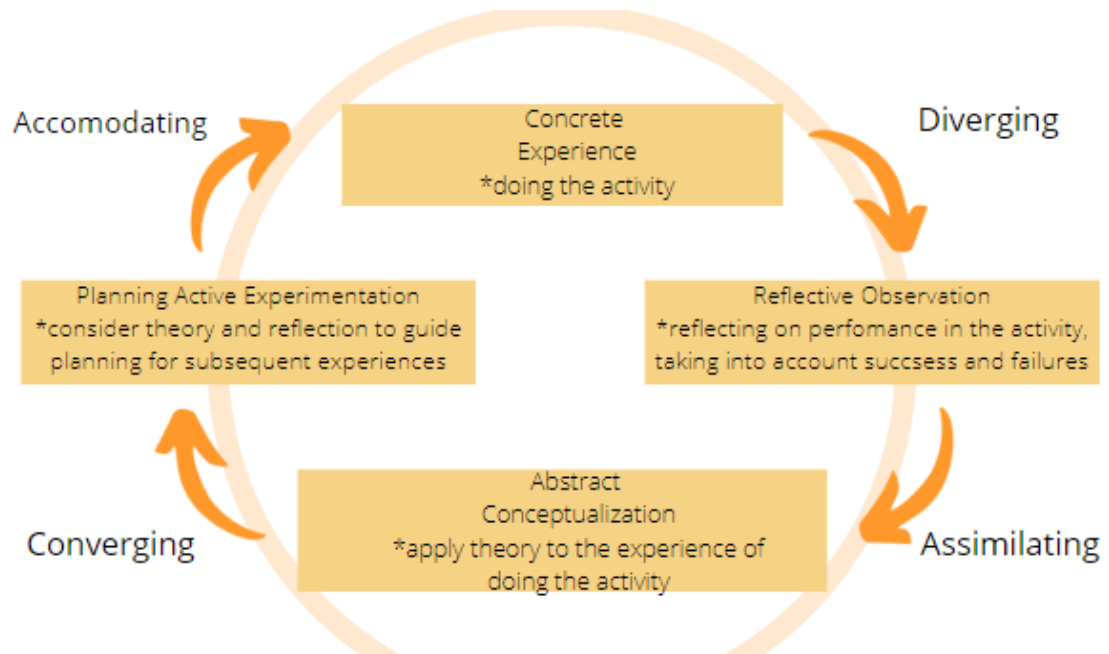 Accomodating
Concrete
Experience
*doing the activity
Diverging
Planning Active Experimentation
*consider theory and reflection to guide
planning for subsequent experiences
Reflective Observation
*reflecting on perfomance in the activity,
taking into account succsess and failures
Converging
Abstract
Conceptualization
*apply theory to the experience of
doing the activity
Assimilating